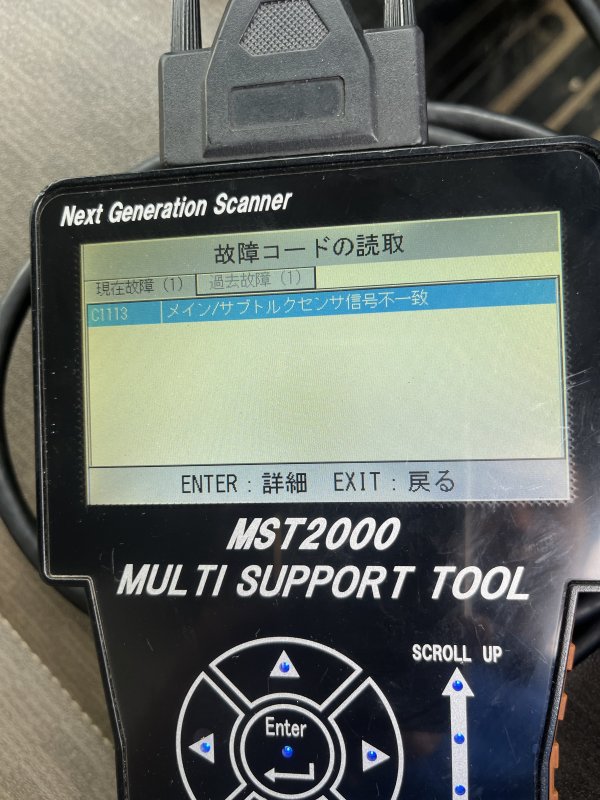 Next Generation Scanner
故障コードの読取
現在故障 (1) 過去故障 (1)
C1113 メイン/サブトルクセンサ信号不一致
ENTER : 詳細 EXIT : 戻る
MST2000
MULTI SUPPORT TOOL
SCROLL UP
Enter